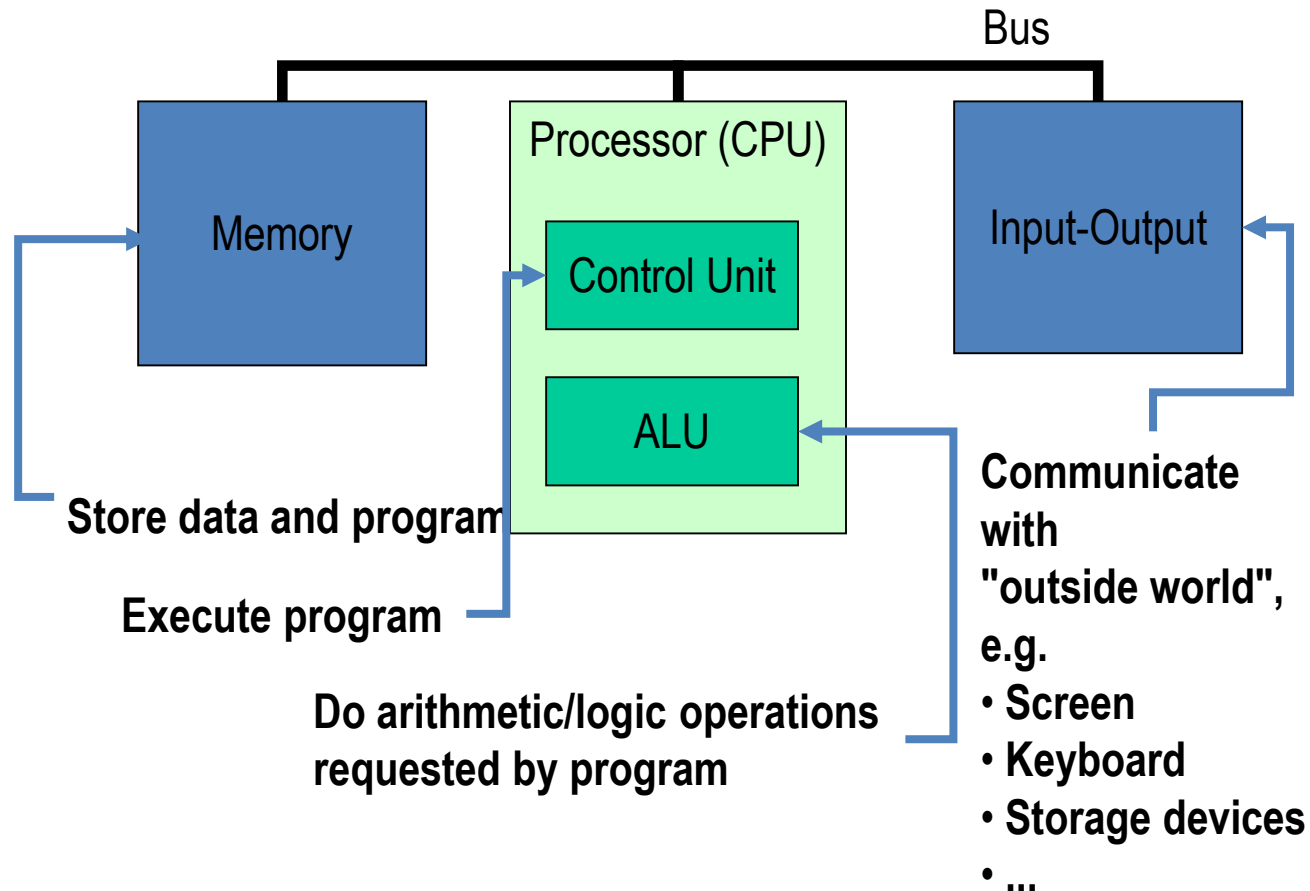 Bus
Memory
Processor (CPU)
Control Unit
ALU
Input-Output
Store data and program
Execute program
Do arithmetic/logic operations
requested by program
Communicate
with
"outside world",
e.g.
• Screen
• Keyboard
• Storage devices
• ...